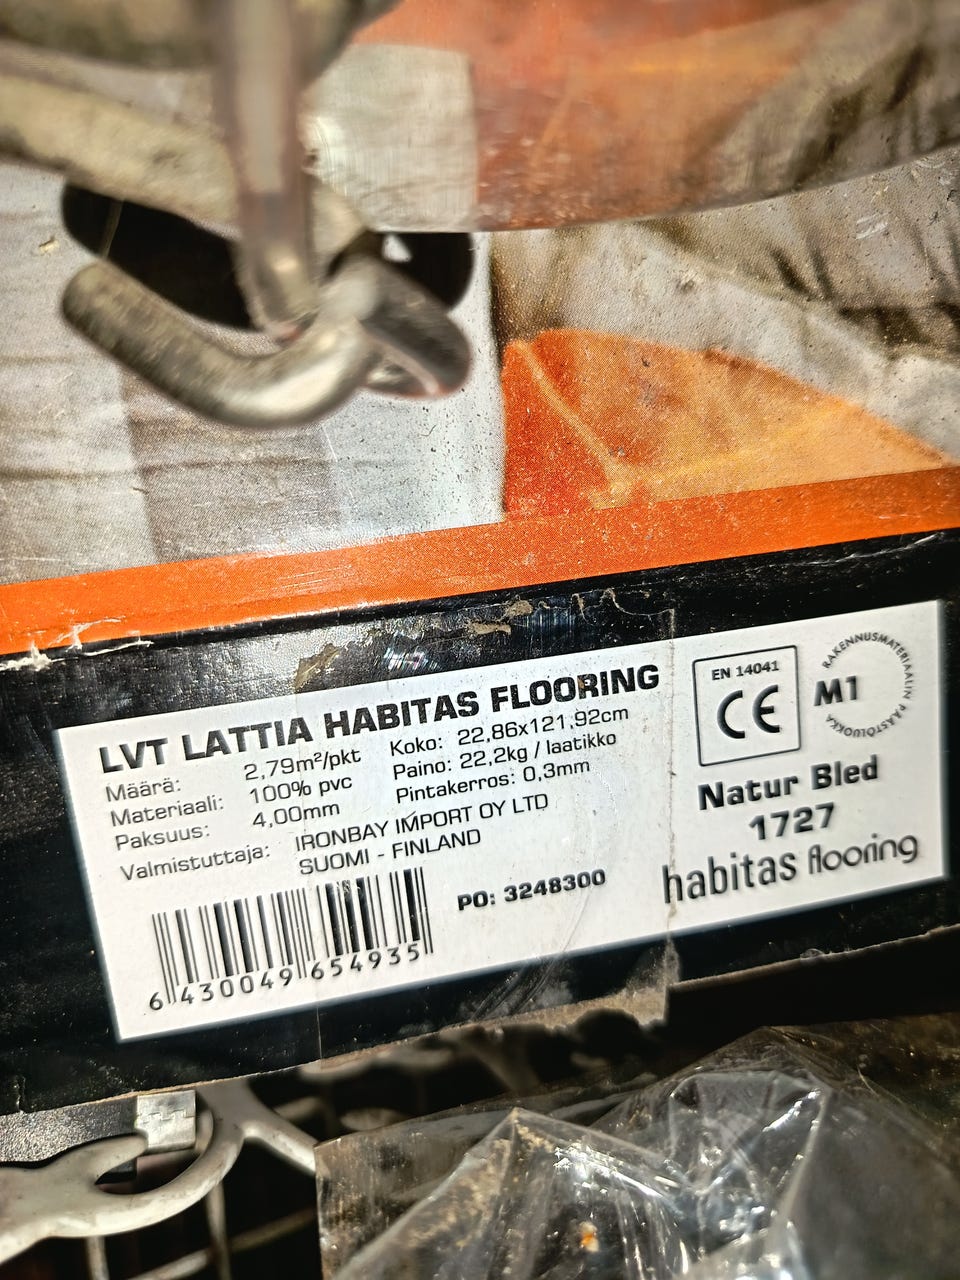 LVT LATTIA HABITAS FLOORING
Määrä: 2,79m²/pkt Koko: 22,86x121,92cm
Materiaali: 100% pvc Paino: 22,2kg / laatikko
Paksuus: 4,00mm Pintakerros: 0,3mm
Valmistuttaja: IRONBAY IMPORT OY LTD
SUOMI - FINLAND
PO: 3248300
6 430049 654935
EN 14041
CE
RAKENNUSMATERIAALIN PÄÄSTÖLUOKKA
M1
Natur Bled
1727
habitas flooring